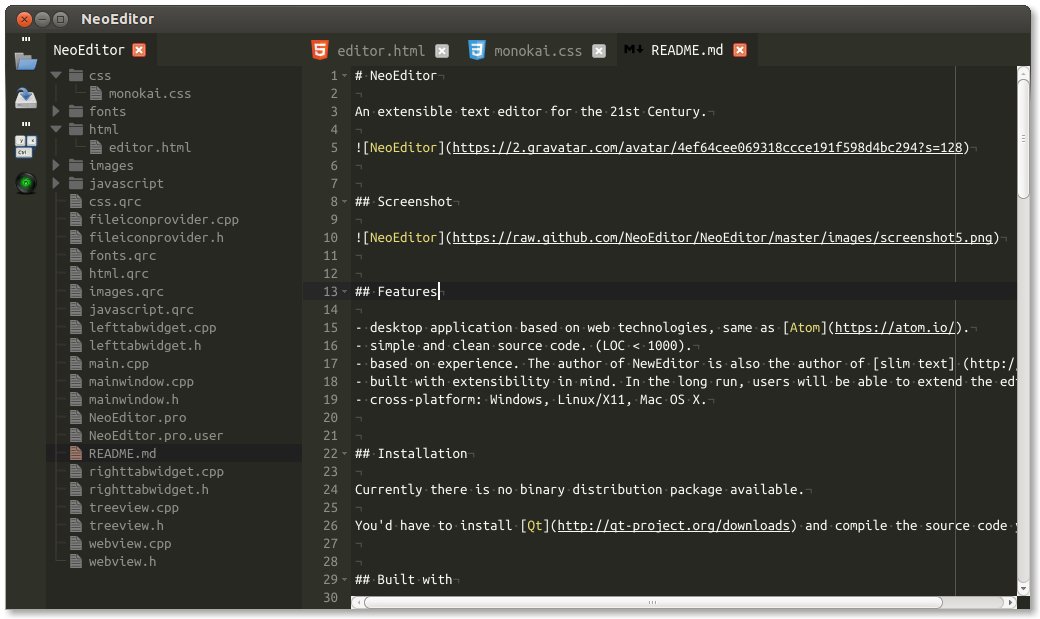 NeoEditor
NeoEditor
editor.html
monokai.css
M↓ README.md
css
monokai.css
fonts
html
editor.html
images
javascript
css.qrc
fileiconprovider.cpp
fileiconprovider.h
fonts.qrc
html.qrc
images.qrc
javascript.qrc
lefttabwidget.cpp
lefttabwidget.h
main.cpp
mainwindow.cpp
mainwindow.h
NeoEditor.pro
NeoEditor.pro.user
README.md
righttabwidget.cpp
righttabwidget.h
treeview.cpp
treeview.h
webview.cpp
webview.h
1 # NeoEditor
2
3 An extensible text editor for the 21st Century.
4
5 ![NeoEditor](https://2.gravatar.com/avatar/4ef64cee069318ccce191f598d4bc294?s=128)
6
7
8 ## Screenshot
9
10 ![NeoEditor](https://raw.github.com/NeoEditor/NeoEditor/master/images/screenshot5.png)
11
12
13 ## Features
14
15 - desktop application based on web technologies, same as [Atom](https://atom.io/).
16 - simple and clean source code. (LOC < 1000).
17 - based on experience. The author of NewEditor is also the author of [slim text] (http:/
18 - built with extensibility in mind. In the long run, users will be able to extend the ed
19 - cross-platform: Windows, Linux/X11, Mac OS X.
20
21
22 ## Installation
23
24 Currently there is no binary distribution package available.
25
26 You'd have to install [Qt](http://qt-project.org/downloads) and compile the source code
27
28
29 ## Built with
30